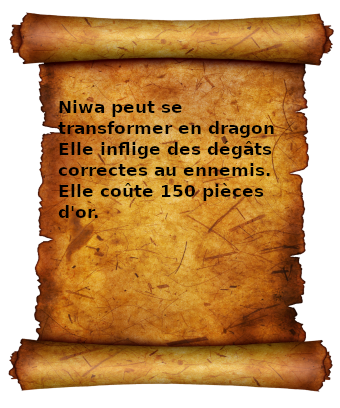 Niwa peut se
transformer en dragon
Elle inflige des dégâts
correctes au ennemis.
Elle coûte 150 pièces
d'or.